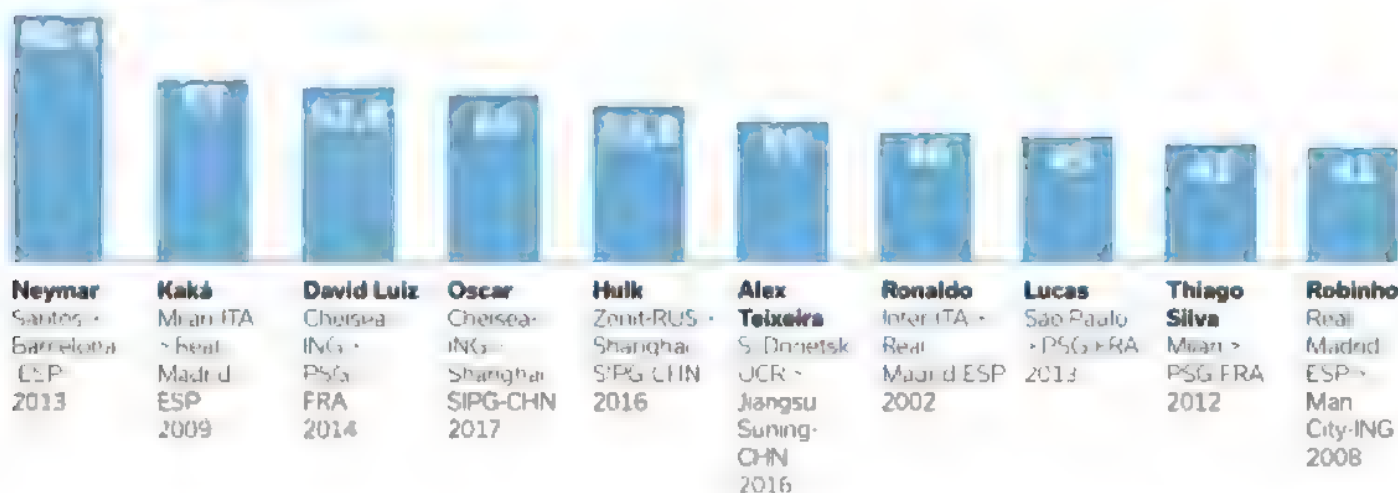 Neymar
Santos
Barcelona
ESP
2013
Kaká
Milan ITA
> Real
Madrid
ESP
2009
David Luiz
Chelsea
ING >
PSG
FRA
2014
Oscar
Chelsea-
ING
Shanghai
SIPG-CHN
2017
Hulk
Zenit-RUS
Shanghai
SIPG CHN
2016
Alex
Teixeira
S. Donetsk
UCR >
Jiangsu
Suning-
CHN
2016
Ronaldo
Inter ITA
Real
Madrid ESP
2002
Lucas
São Paulo
> PSG FRA
2013
Thiago
Silva
Milan >
PSG FRA
2012
Robinho
Real
Madrid
ESP >
Man
City-ING
2008